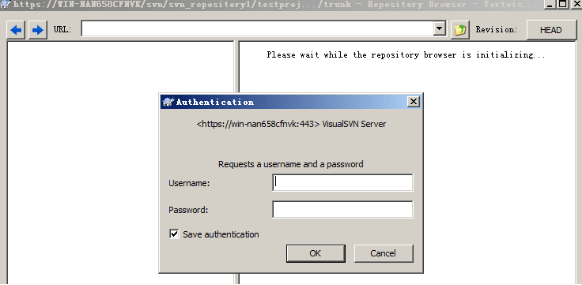 https://WIN-NAN658CFNVK/svn/svn_repository1/testproj.../trunk - Repository Browser - Tortois
URL:
Revision:
HEAD
Please wait while the repository browser is initializing...
Authentication
<https://win-nan658cfnvk:443> VisualSVN Server
Requests a username and a password
Username:
Password:
Save authentication
OK
Cancel